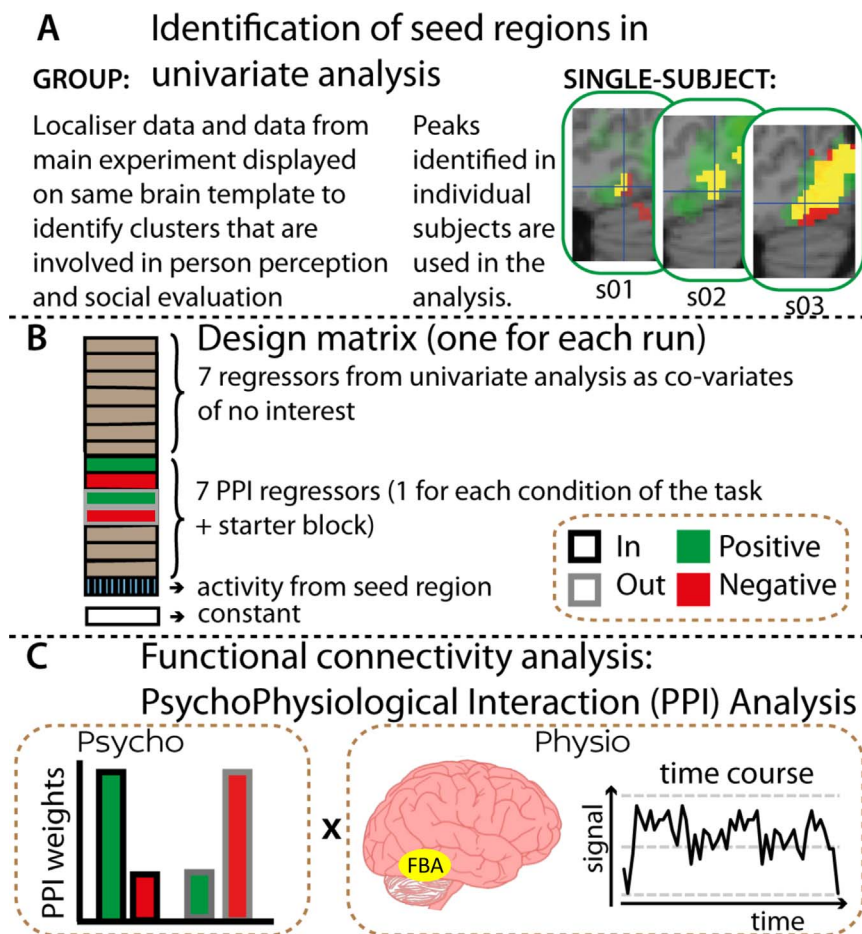 A Identification of seed regions in
GROUP: univariate analysis
SINGLE-SUBJECT:
Localiser data and data from
main experiment displayed
on same brain template to
identify clusters that are
involved in person perception
and social evaluation
Peaks
identified in
individual
subjects are
used in the
analysis.
s01
s02
s03
B Design matrix (one for each run)
7 regressors from univariate analysis as co-variates
of no interest
7 PPI regressors (1 for each condition of the task
+ starter block)
activity from seed region
constant
In
Positive
Out
Negative
C Functional connectivity analysis:
PsychoPhysiological Interaction (PPI) Analysis
Psycho
PPI weights
x
Physio
FBA
time course
signal
time